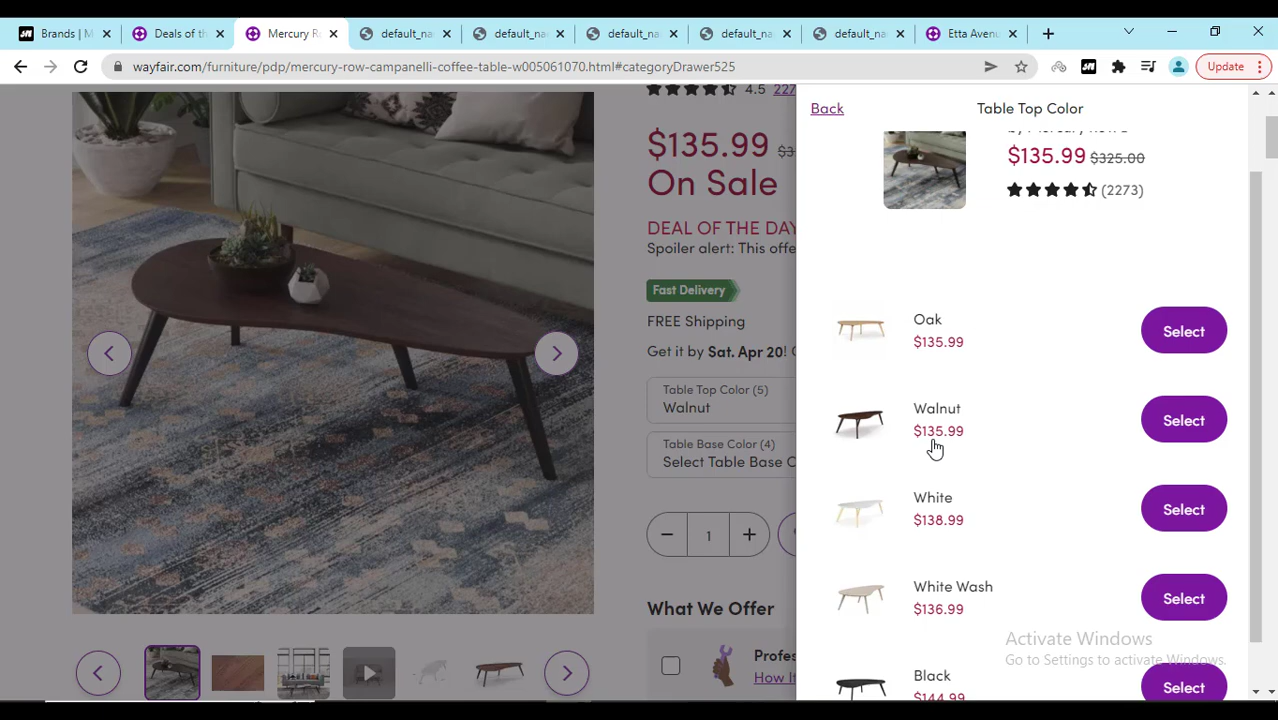 Brands | M
Deals of th
Mercury Ro
default_na
default_na
default_na
default_na
default_na
Etta Avenu
wayfair.com/furniture/pdp/mercury-row-campanelli-coffee-table-w005061070.html#categoryDrawer525
Update
4.5 227
$135.99 $3
On Sale
DEAL OF THE DAY
Spoiler alert: This offe
Fast Delivery
FREE Shipping
Get it by Sat. Apr 20!
Table Top Color (5)
Walnut
Table Base Color (4)
Select Table Base C
1
What We Offer
Profes
How I
Back
Table Top Color
$135.99 $325.00
(2273)
Oak
$135.99
Select
Walnut
$135.99
Select
White
$138.99
Select
White Wash
$136.99
Select
Black
$144.99
Select
Activate Windows
Go to Settings to activate Windows.